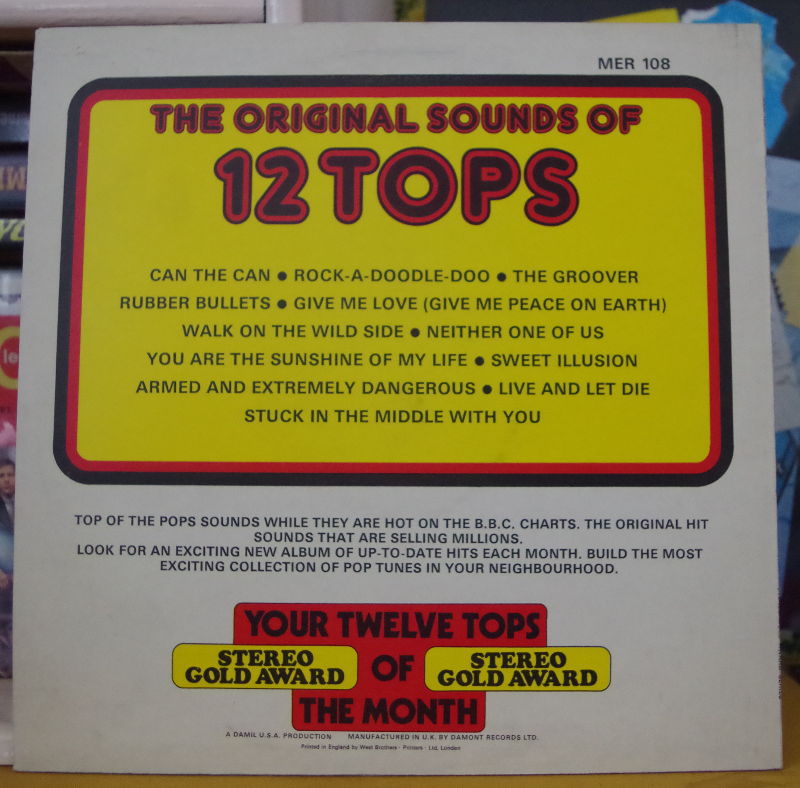 MER 108
THE ORIGINAL SOUNDS OF
12 TOPS
CAN THE CAN ● ROCK-A-DOODLE-DOO ● THE GROOVER
RUBBER BULLETS ● GIVE ME LOVE (GIVE ME PEACE ON EARTH)
WALK ON THE WILD SIDE ● NEITHER ONE OF US
YOU ARE THE SUNSHINE OF MY LIFE ● SWEET ILLUSION
ARMED AND EXTREMELY DANGEROUS ● LIVE AND LET DIE
STUCK IN THE MIDDLE WITH YOU
TOP OF THE POPS SOUNDS WHILE THEY ARE HOT ON THE B.B.C. CHARTS. THE ORIGINAL HIT
SOUNDS THAT ARE SELLING MILLIONS.
LOOK FOR AN EXCITING NEW ALBUM OF UP-TO-DATE HITS EACH MONTH. BUILD THE MOST
EXCITING COLLECTION OF POP TUNES IN YOUR NEIGHBOURHOOD.
YOUR TWELVE TOPS
STEREO
GOLD AWARD
OF
STEREO
GOLD AWARD
THE MONTH
A DAMIL U.S.A. PRODUCTION MANUFACTURED IN U.K. BY DAMONT RECORDS LTD.
Printed in England by West Brothers · Printers · Ltd. London